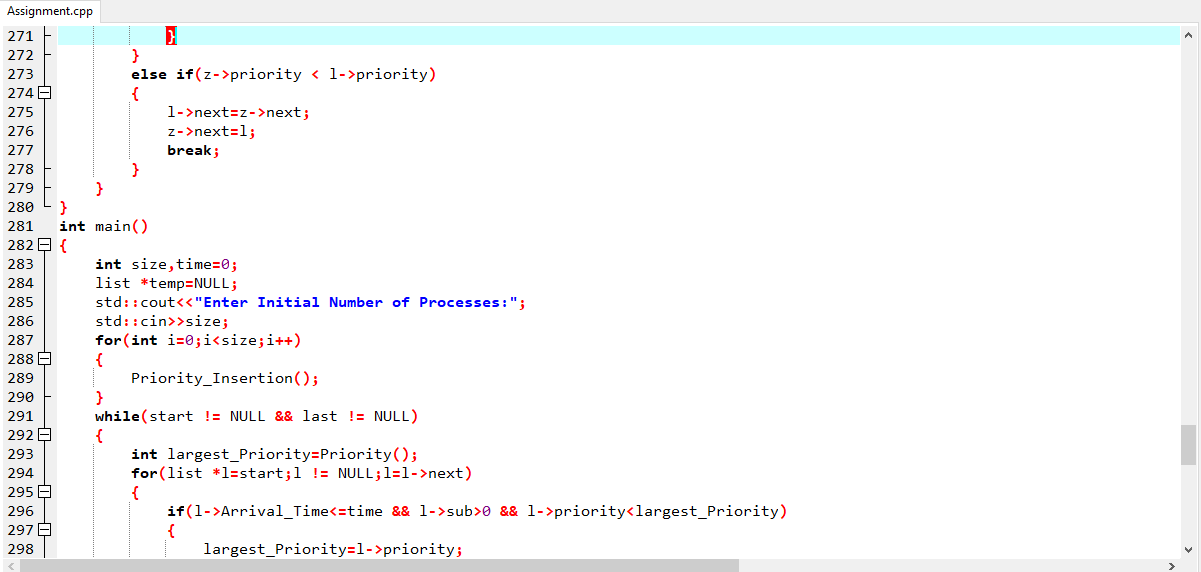 Assignment.cpp
271 }
272 }
273 else if(z->priority < l->priority)
274 {
275 l->next=z->next;
276 z->next=l;
277 break;
278 }
279 }
280 }
281 int main()
282 {
283 int size,time=0;
284 list *temp=NULL;
285 std::cout<<"Enter Initial Number of Processes:";
286 std::cin>>size;
287 for(int i=0;i<size;i++)
288 {
289 Priority_Insertion();
290 }
291 while(start != NULL && last != NULL)
292 {
293 int largest_Priority=Priority();
294 for(list *l=start;l != NULL;l=l->next)
295 {
296 if(l->Arrival_Time<=time && l->sub>0 && l->priority<largest_Priority)
297 {
298 largest_Priority=l->priority;